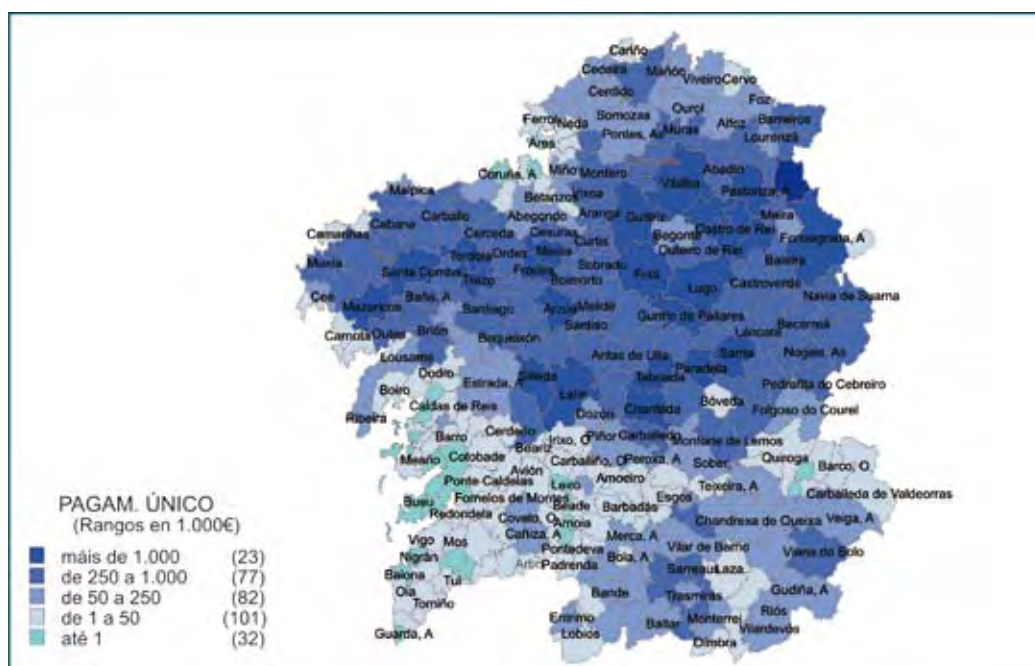 Cariño
Cedeira
Mañón
Viveiro
Cervo
Cerdido
Foz
Ferrol
Neda
Somozas
Ourol
Alfoz
Barreiros
Pontes, As
Muras
Lourenzá
Ares
Coruña, A
Miño
Montero
Abadín
Vilalba
Pastoriza, A
Malpica
Betanzos
Irixoa
Cabana
Carballo
Abegondo
Aranga
Guitiriz
Meira
Camariñas
Cerceda
Cesuras
Curtis
Begonte
Castro de Rei
Fonsagrada, A
Muxía
Tordoia
Ordes
Mesía
Outeiro de Rei
Baleira
Santa Comba
Trazo
Frades
Sobrado
Boimorto
Friol
Lugo
Castroverde
Cee
Mazaricos
Baña, A
Santiago
Arzúa
Melide
Navia de Suarna
Carnota
Outes
Brión
Boqueixón
Santiso
Guntín de Pallares
Láncara
Becerreá
Lousame
Antas de Ulla
Sarria
Nogais, As
Dodro
Estrada, A
Silleda
Taboada
Paradela
Boiro
Lalín
Pedrafita do Cebreiro
Ribeira
Caldas de Reis
Dozón
Chantada
Bóveda
Folgoso do Courel
Barro
Cerdedo
Irixo, O
Piñor
Carballedo
Monforte de Lemos
Meaño
Cotobade
Beariz
Quiroga
Avión
Carballiño, O
Peroxa, A
Sober
Barco, O
Ponte Caldelas
Leiro
Amoeiro
Teixeira, A
Bueu
Fornelos de Montes
Esgos
Carballeda de Valdeorras
Redondela
Covelo, O
Beade
Barbadás
Arnoia
Chandrexa de Queixa
Veiga, A
Vigo
Mos
Cañiza, A
Merca, A
Nigrán
Pontedeva
Bola, A
Vilar de Barrio
Viana do Bolo
Baiona
Tui
Arbo
Padrenda
Sarreaus
Laza
Oia
Tomiño
Bande
Trasmiras
Gudiña, A
Guarda, A
Entrimo
Lobios
Baltar
Monterrei
Riós
Vilardevós
Oímbra
PAGAM. ÚNICO
(Rangos en 1.000€)
máis de 1.000 (23)
de 250 a 1.000 (77)
de 50 a 250 (82)
de 1 a 50 (101)
até 1 (32)